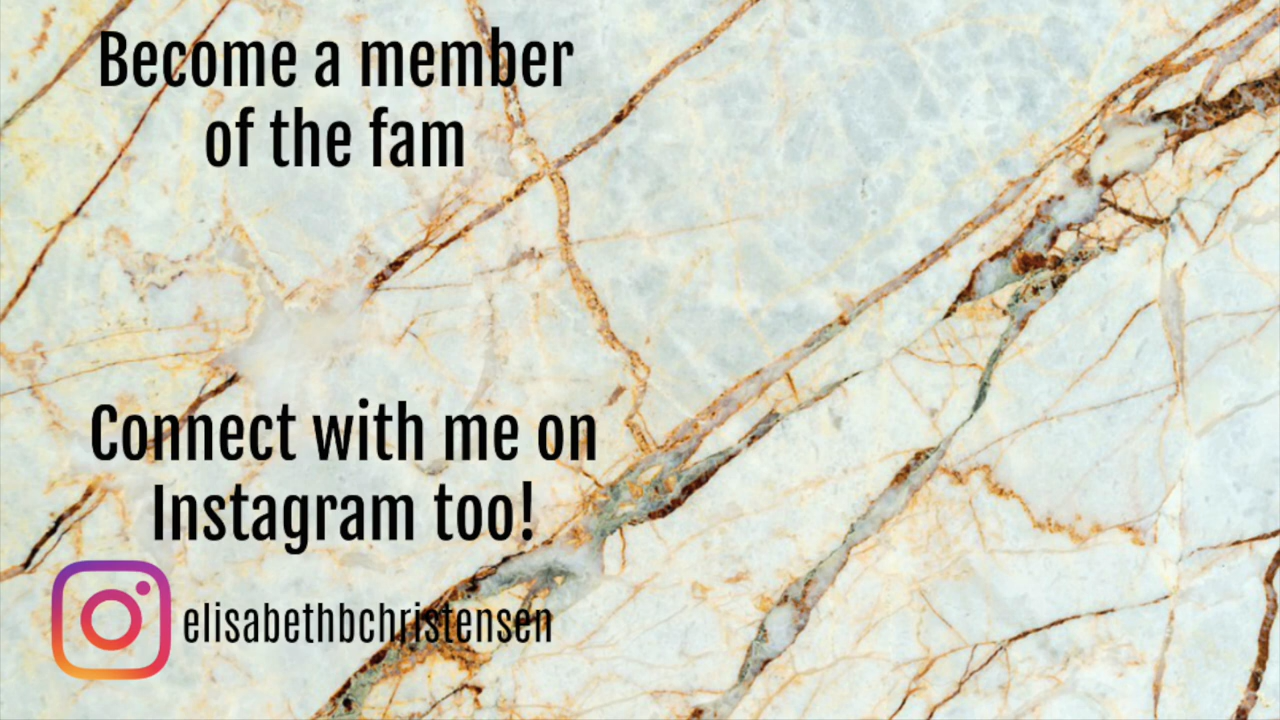 Become a member
of the fam
Connect with me on
Instagram too!
elisabethbchristensen